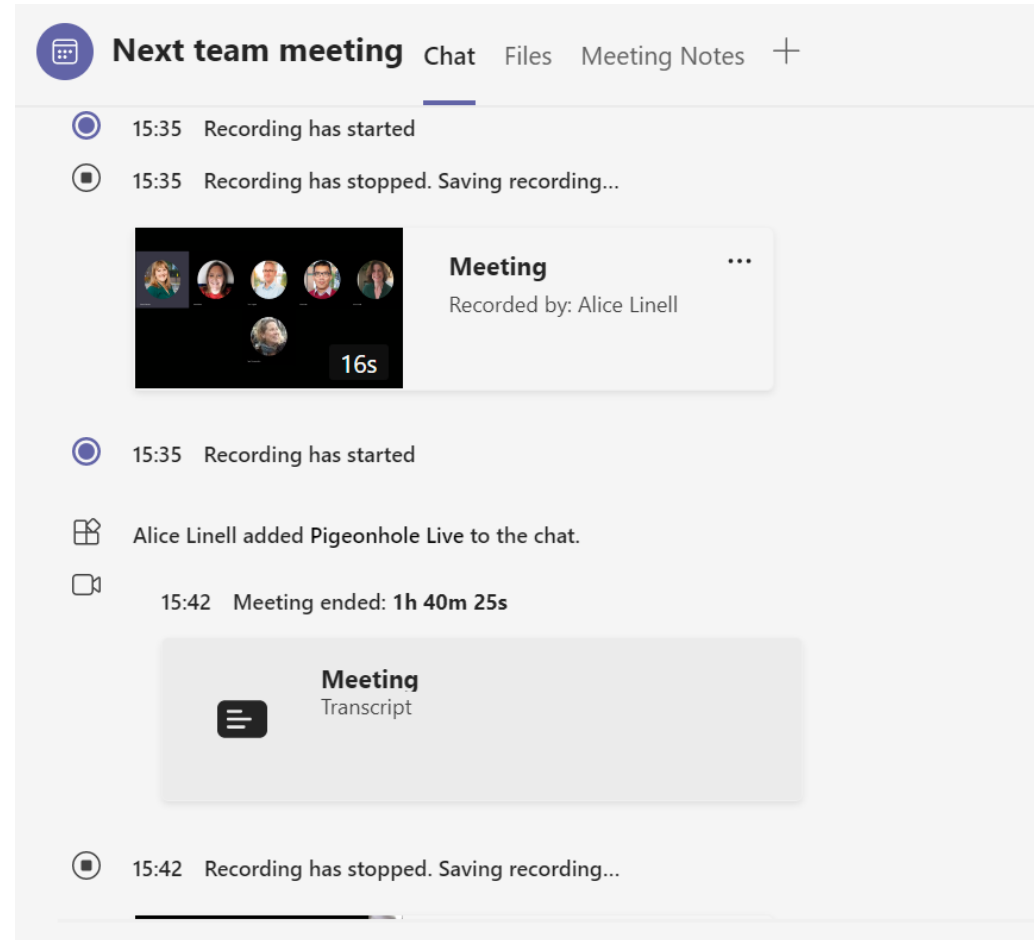 Next team meeting Chat Files Meeting Notes
15:35 Recording has started
15:35 Recording has stopped. Saving recording...
Meeting
Recorded by: Alice Linell
16s
15:35 Recording has started
Alice Linell added Pigeonhole Live to the chat.
15:42 Meeting ended: 1h 40m 25s
Meeting
Transcript
15:42 Recording has stopped. Saving recording...